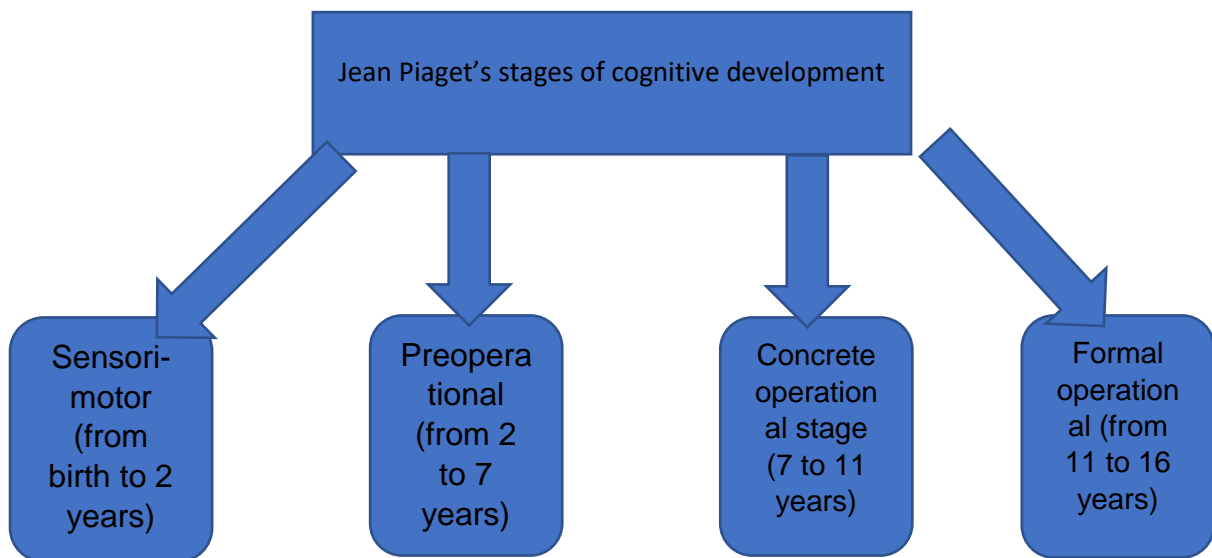 Jean Piaget’s stages of cognitive development
Sensori-
motor
(from
birth to 2
years)
Preopera
tional
(from 2
to 7
years)
Concrete
operation
al stage
(7 to 11
years)
Formal
operation
al (from
11 to 16
years)